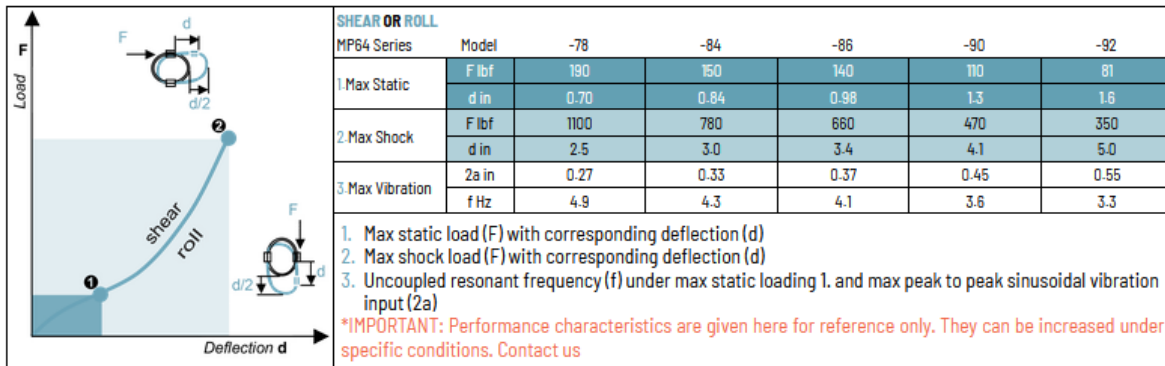 F
Load
F
d
d/2
2
shear
roll
F
d/2
d
1
Deflection d
SHEAR OR ROLL
MP64 Series Model -78 -84 -86 -90 -92
1.Max Static F lbf 190 150 140 110 81
d in 0.70 0.84 0.98 1.3 1.6
2.Max Shock F lbf 1100 780 660 470 350
d in 2.5 3.0 3.4 4.1 5.0
3.Max Vibration 2a in 0.27 0.33 0.37 0.45 0.55
f Hz 4.9 4.3 4.1 3.6 3.3
1. Max static load (F) with corresponding deflection (d)
2. Max shock load (F) with corresponding deflection (d)
3. Uncoupled resonant frequency (f) under max static loading 1. and max peak to peak sinusoidal vibration
input (2a)
*IMPORTANT: Performance characteristics are given here for reference only. They can be increased under
specific conditions. Contact us